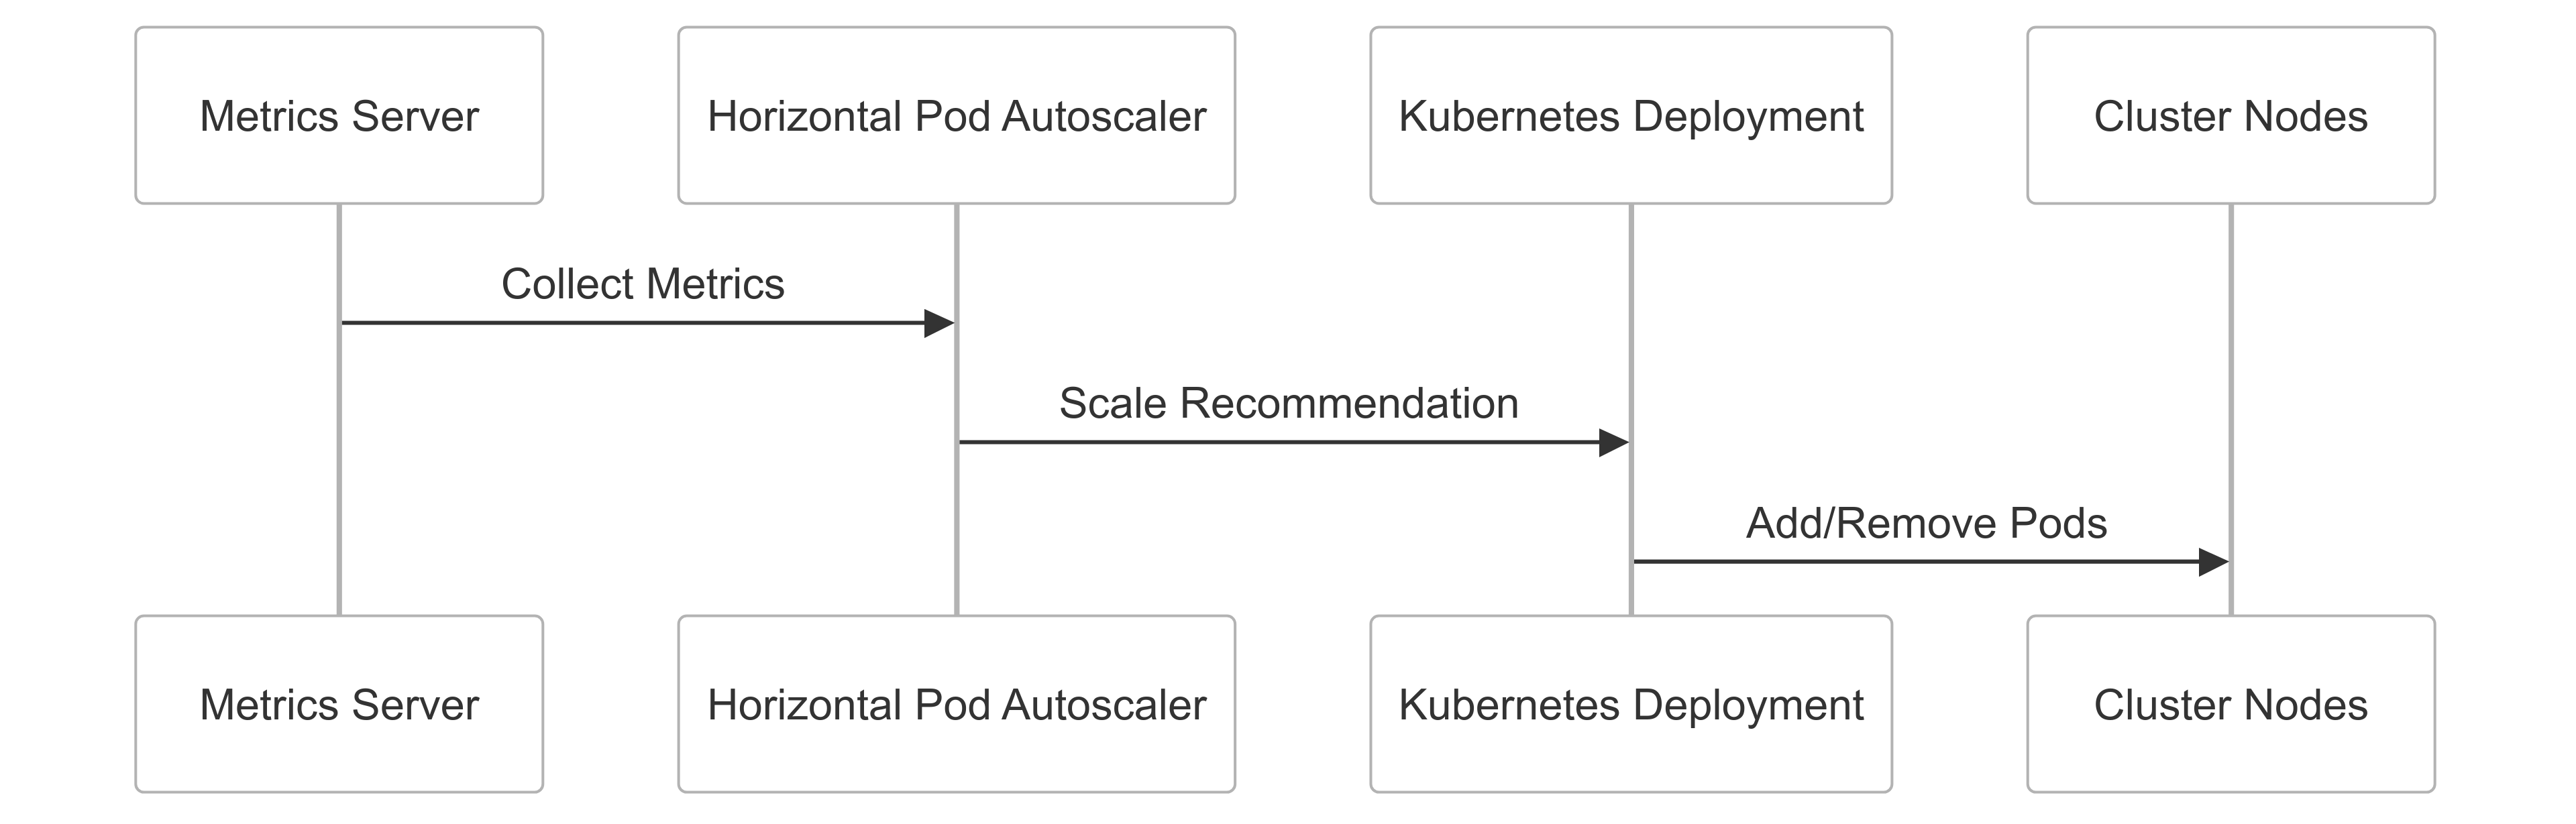 Metrics Server
Horizontal Pod Autoscaler
Kubernetes Deployment
Cluster Nodes
Collect Metrics
Scale Recommendation
Add/Remove Pods
Metrics Server
Horizontal Pod Autoscaler
Kubernetes Deployment
Cluster Nodes